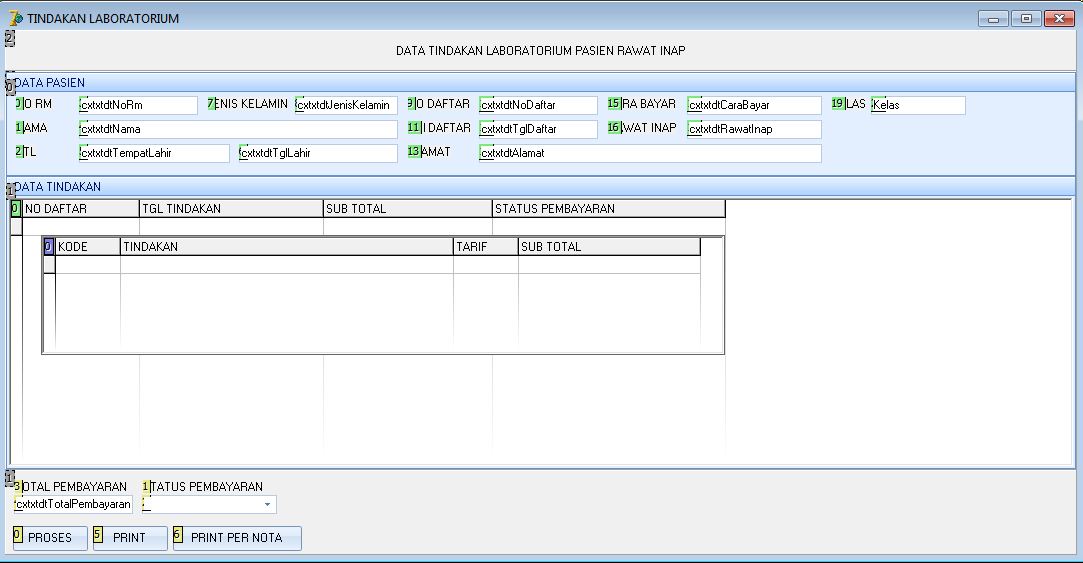 TINDAKAN LABORATORIUM
2
DATA TINDAKAN LABORATORIUM PASIEN RAWAT INAP
0 DATA PASIEN
0 O RM cxtxtdtNoRm 7 ENIS KELAMIN cxtxtdtJenisKelamin 9 O DAFTAR cxtxtdtNoDaftar 15 RA BAYAR cxtxtdtCaraBayar 19 LAS Kelas
1 AMA cxtxtdtNama 11 I DAFTAR cxtxtdtTglDaftar 16 WAT INAP cxtxtdtRawatInap
2 TL cxtxtdtTempatLahir cxtxtdtTglLahir 13 AMAT cxtxtdtAlamat
1 DATA TINDAKAN
0 NO DAFTAR TGL TINDAKAN SUB TOTAL STATUS PEMBAYARAN
0 KODE TINDAKAN TARIF SUB TOTAL
1
3 OTAL PEMBAYARAN 1 TATUS PEMBAYARAN
cxtxtdtTotalPembayaran
0 PROSES 5 PRINT 6 PRINT PER NOTA